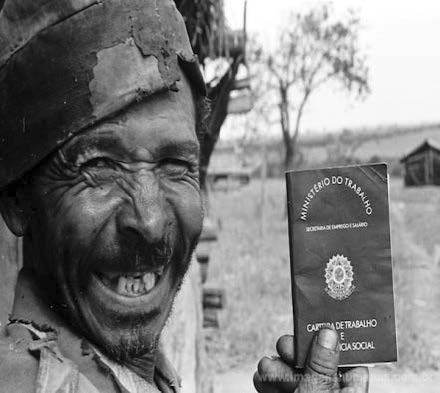 MINISTÉRIO DO TRABALHO
SECRETARIA DE EMPREGO E SALÁRIO
CARTEIRA DE TRABALHO
E
SOCIAL